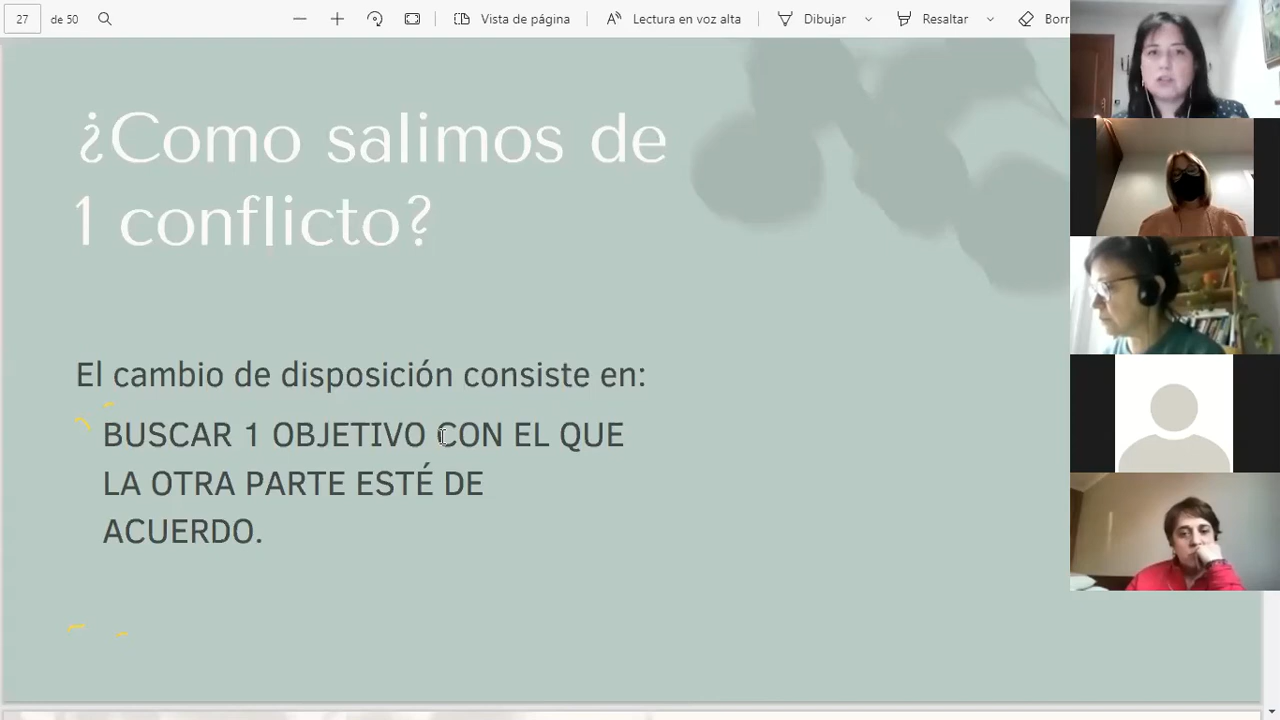 27 de 50 Vista de página Lectura en voz alta Dibujar Resaltar Borr
¿Como salimos de
1 conflicto?
El cambio de disposición consiste en:
BUSCAR 1 OBJETIVO CON EL QUE
LA OTRA PARTE ESTÉ DE
ACUERDO.